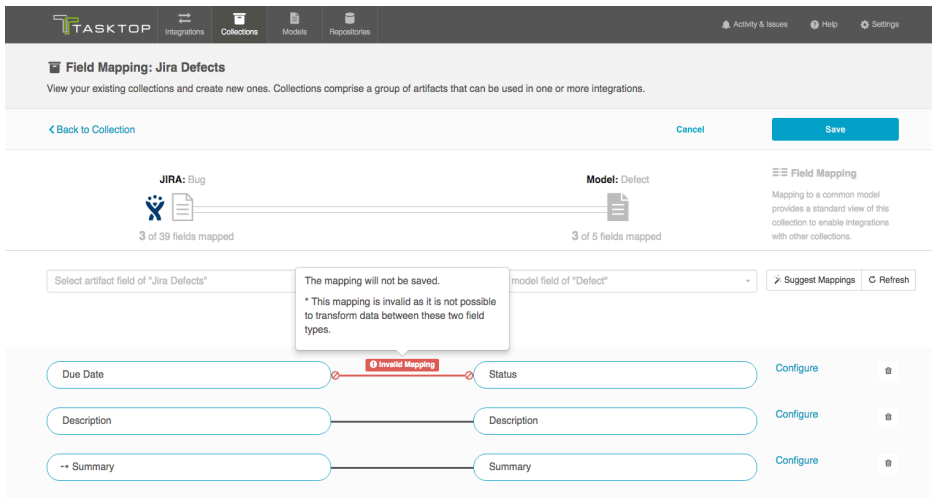 TASKTOP
Integrations
Collections
Models
Repositories
Activity & Issues
Help
Settings
Field Mapping: Jira Defects
View your existing collections and create new ones. Collections comprise a group of artifacts that can be used in one or more integrations.
Back to Collection
Cancel
Save
JIRA: Bug
3 of 39 fields mapped
Model: Defect
3 of 5 fields mapped
Field Mapping
Mapping to a common model
provides a standard view of this
collection to enable integrations
with other collections.
Select artifact field of "Jira Defects"
The mapping will not be saved.
* This mapping is invalid as it is not possible
to transform data between these two field
types.
model field of "Defect"
Suggest Mappings
Refresh
Due Date
Invalid Mapping
Status
Configure
Description
Description
Configure
Summary
Summary
Configure